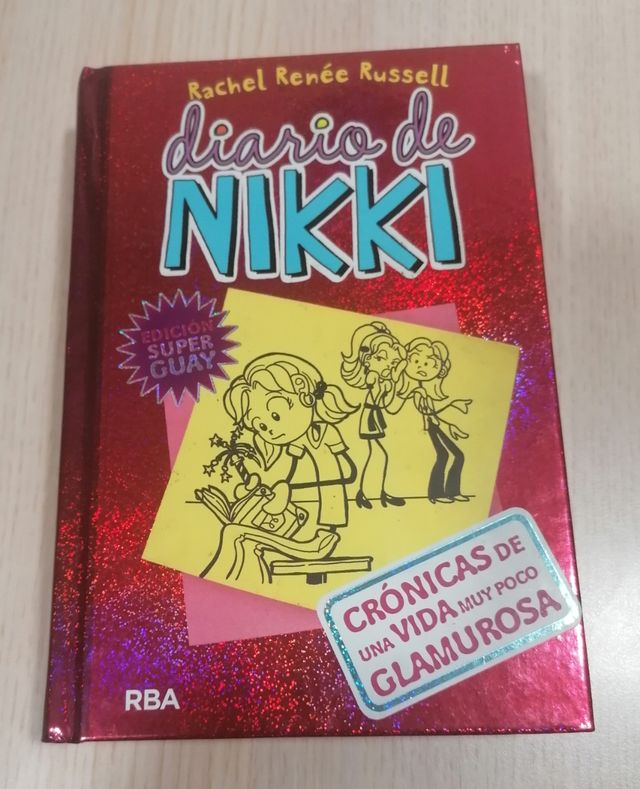 Rachel Renée Russell
diario de
NIKKI
EDICIÓN
SUPER
GUAY
CRÓNICAS DE
UNA VIDA MUY POCO
GLAMUROSA
RBA